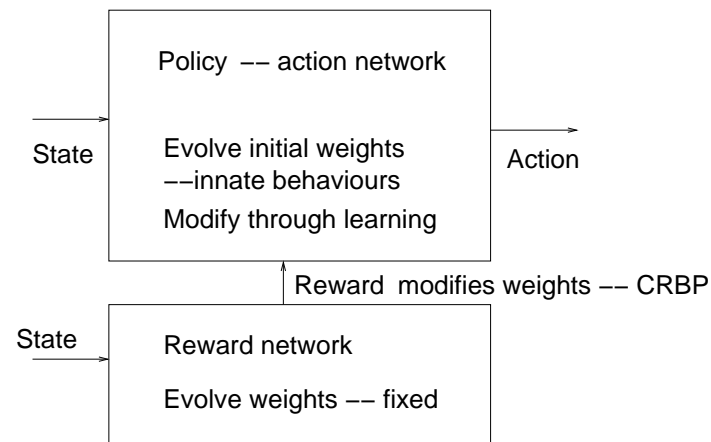 Policy -- action network
State
Evolve initial weights
--innate behaviours
Modify through learning
Action
Reward modifies weights -- CRBP
State
Reward network
Evolve weights -- fixed